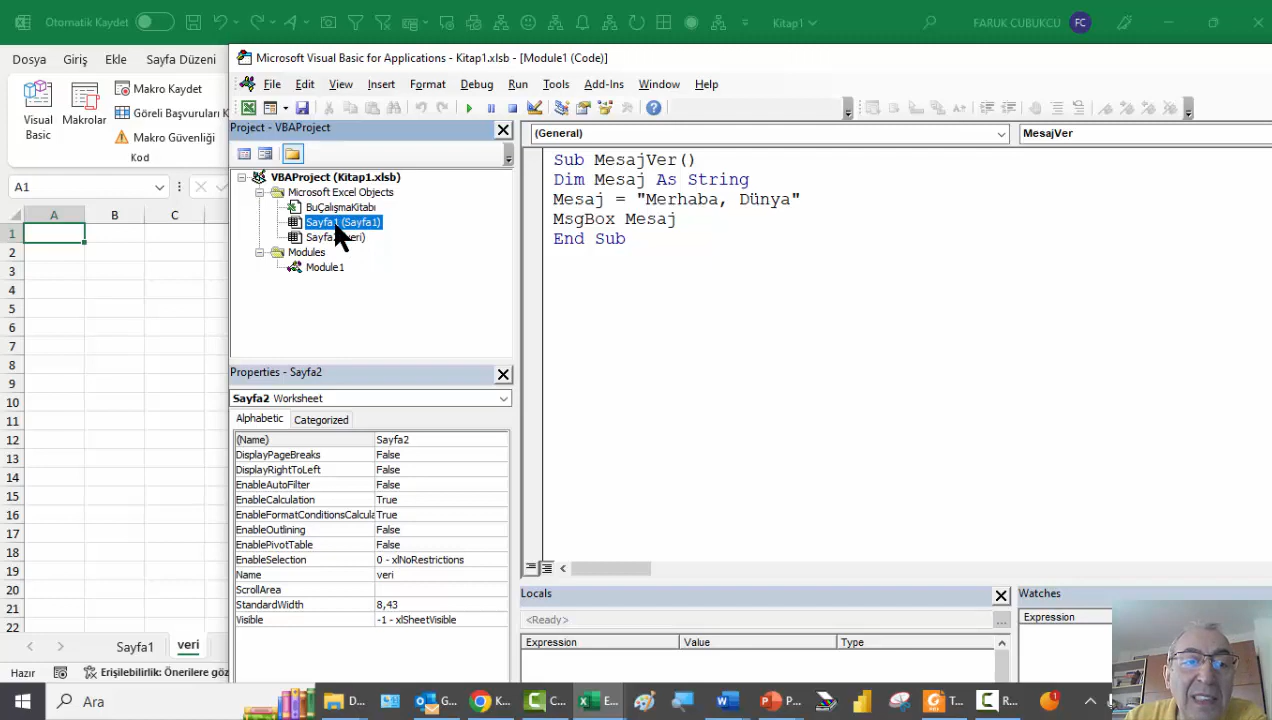 Otomatik Kaydet
Kitap1
FARUK CUBUKCU
FC
Dosya
Giriş
Ekle
Sayfa Düzeni
Visual Basic
Makrolar
Makro Kaydet
Göreli Başvuruları K
Makro Güvenliği
Kod
A1
A B C
1
2
3
4
5
6
7
8
9
10
11
12
13
14
15
16
17
18
19
20
21
22
Sayfa1
veri
Hazır
Erişilebilirlik: Önerilere göz
Microsoft Visual Basic for Applications - Kitap1.xlsb - [Module1 (Code)]
File Edit View Insert Format Debug Run Tools Add-Ins Window Help
Project - VBAProject
VBAProject (Kitap1.xlsb)
Microsoft Excel Objects
BuÇalışmaKitabı
Sayfa1 (Sayfa1)
Modules
Module1
Properties - Sayfa2
Sayfa2 Worksheet
Alphabetic Categorized
(Name) Sayfa2
DisplayPageBreaks False
DisplayRightToLeft False
EnableAutoFilter False
EnableCalculation True
EnableFormatConditionsCalcula True
EnableOutlining False
EnablePivotTable False
EnableSelection 0 - xlNoRestrictions
Name veri
ScrollArea
StandardWidth 8,43
Visible -1 - xlSheetVisible
(General)
MesajVer
Sub MesajVer()
Dim Mesaj As String
Mesaj = "Merhaba, Dünya"
MsgBox Mesaj
End Sub
Locals
<Ready>
Expression Value Type
Watches
Expression
Ara
D...
G...
K...
C...
E...
P...
T...
R...